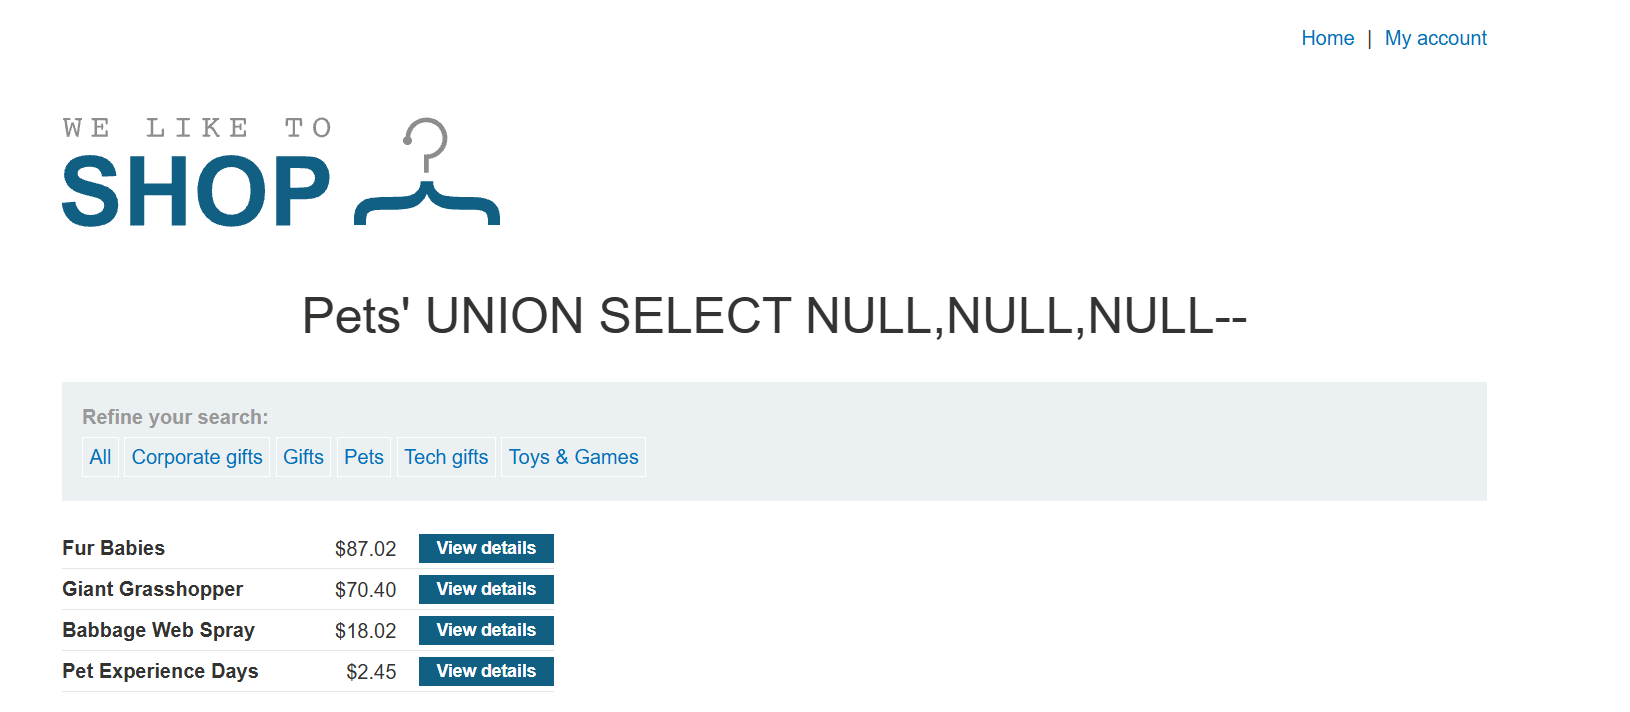 Home | My account
WE LIKE TO
SHOP
Pets' UNION SELECT NULL,NULL,NULL--
Refine your search:
All Corporate gifts Gifts Pets Tech gifts Toys & Games
Fur Babies $87.02 View details
Giant Grasshopper $70.40 View details
Babbage Web Spray $18.02 View details
Pet Experience Days $2.45 View details